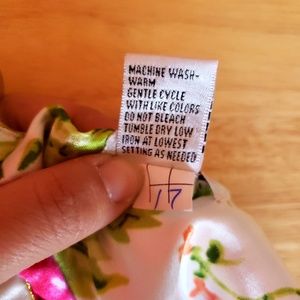 MACHINE WASH-
WARM
GENTLE CYCLE
WITH LIKE COLORS
DO NOT BLEACH
TUMBLE DRY LOW
IRON AT LOWEST
SETTING AS NEEDED